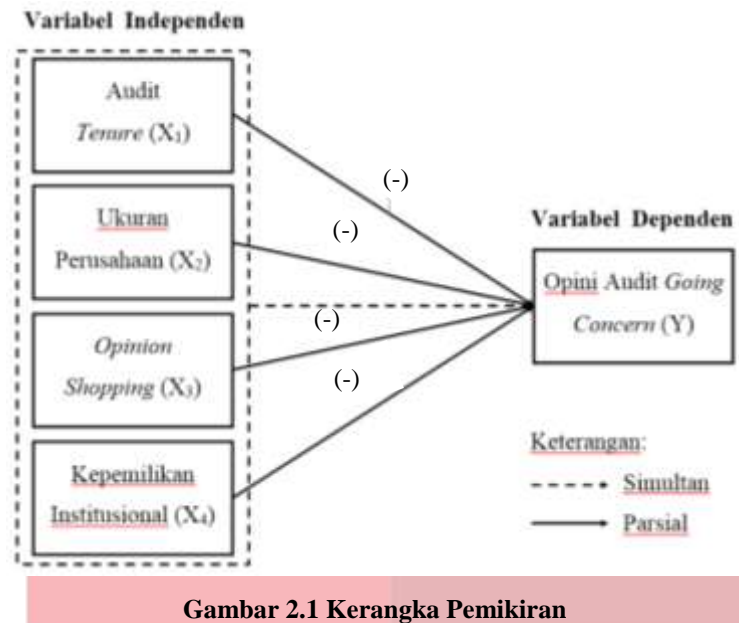 Variabel Independen
Audit
Tenure (X₁)
Ukuran
Perusahaan (X₂)
Opinion
Shopping (X₃)
Kepemilikan
Institusional (X₄)
(-)
(-)
(-)
(-)
Variabel Dependen
Opini Audit Going
Concern (Y)
Keterangan:
Simultan
Parsial
Gambar 2.1 Kerangka Pemikiran